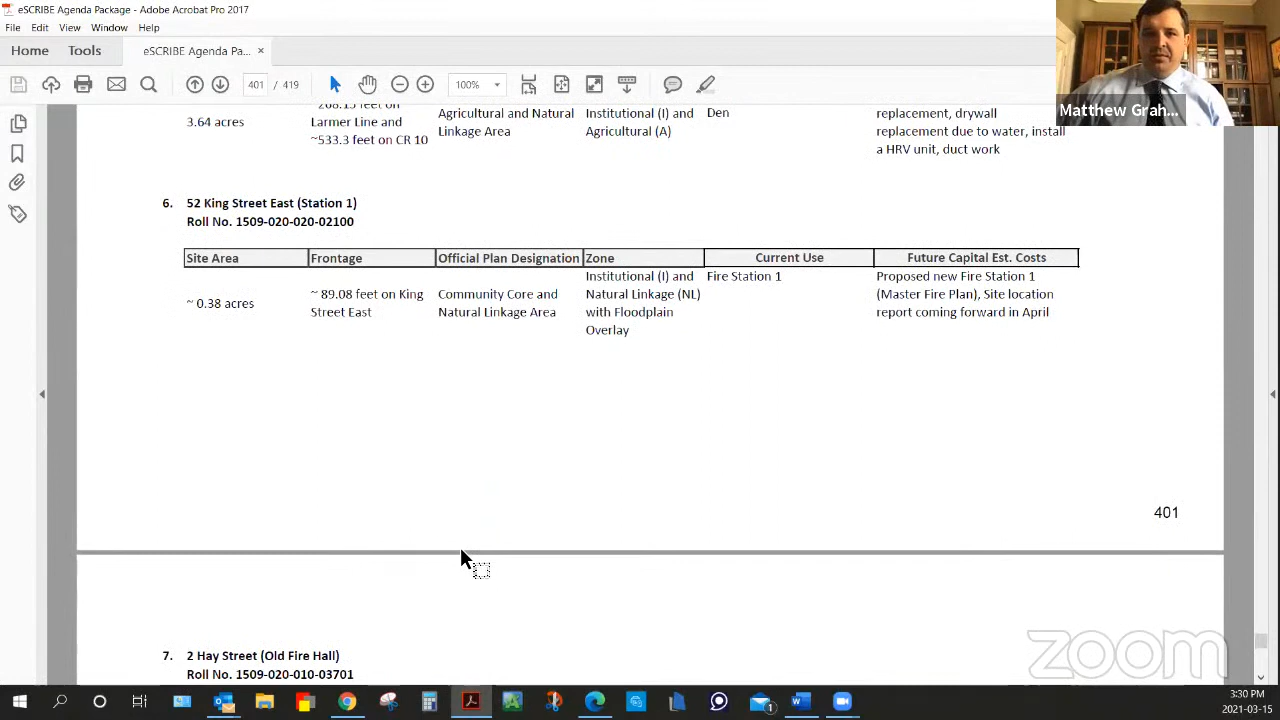 eSCRIBE Agenda Package - Adobe Acrobat Pro 2017
File Edit View Window Help
Home Tools eSCRIBE Agenda Pa... ×
401 / 419 100%
Matthew Grah...
268.15 feet on
3.64 acres Larmer Line Agricultural and Natural Institutional (I) and Den replacement, drywall
Linkage Area Agricultural (A) replacement due to water, install
~533.3 feet on CR 10 a HRV unit, duct work
6. 52 King Street East (Station 1)
Roll No. 1509-020-020-02100
Site Area Frontage Official Plan Designation Zone Current Use Future Capital Est. Costs
Institutional (I) and Fire Station 1 Proposed new Fire Station 1
~ 0.38 acres ~ 89.08 feet on King Community Core and Natural Linkage (NL) (Master Fire Plan), Site location
Street East Natural Linkage Area with Floodplain report coming forward in April
Overlay
401
7. 2 Hay Street (Old Fire Hall)
Roll No. 1509-020-010-03701
zoom
3:30 PM
2021-03-15